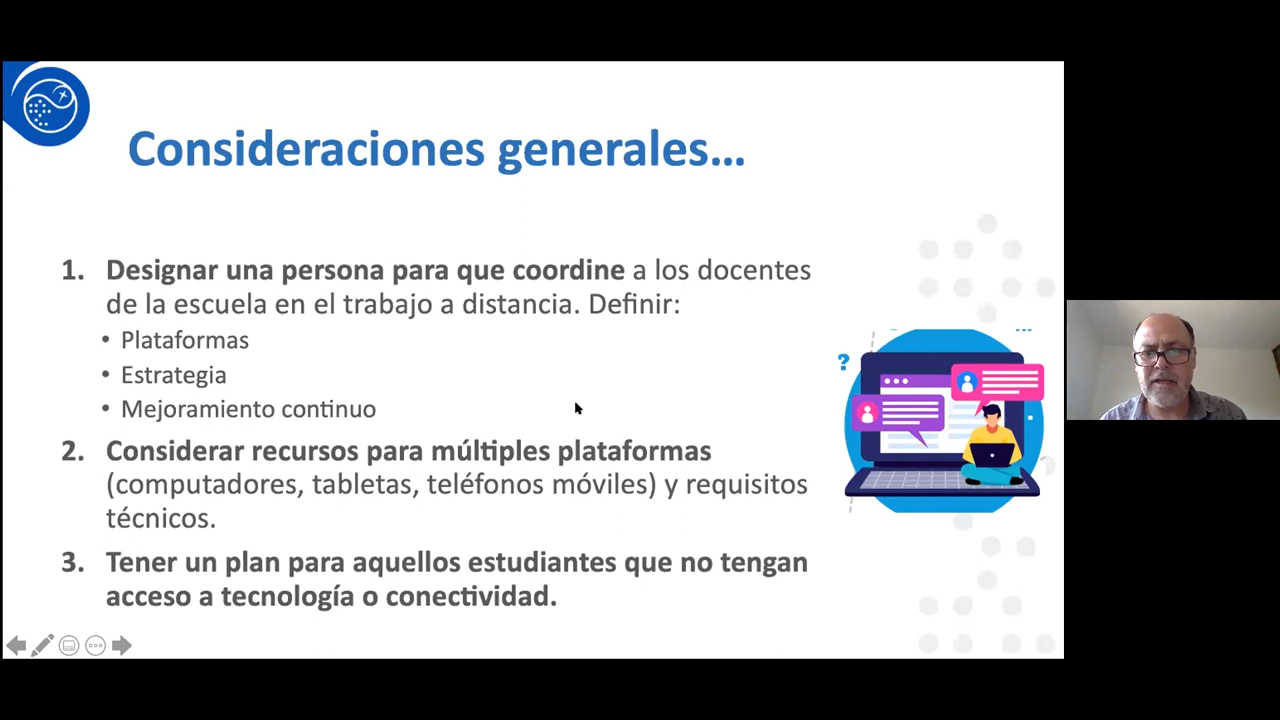 Consideraciones generales...
1. Designar una persona para que coordine a los docentes
de la escuela en el trabajo a distancia. Definir:
• Plataformas
• Estrategia
• Mejoramiento continuo
2. Considerar recursos para múltiples plataformas
(computadores, tabletas, teléfonos móviles) y requisitos
técnicos.
3. Tener un plan para aquellos estudiantes que no tengan
acceso a tecnología o conectividad.
?